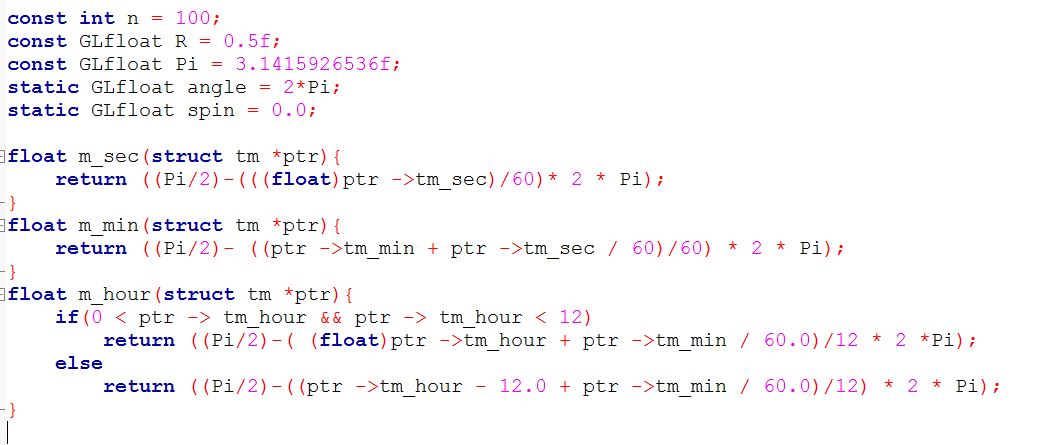 const int n = 100;
const GLfloat R = 0.5f;
const GLfloat Pi = 3.1415926536f;
static GLfloat angle = 2*Pi;
static GLfloat spin = 0.0;

float m_sec(struct tm *ptr){
    return ((Pi/2)-(((float)ptr ->tm_sec)/60)* 2 * Pi);
}
float m_min(struct tm *ptr){
    return ((Pi/2)- ((ptr ->tm_min + ptr ->tm_sec / 60)/60) * 2 * Pi);
}
float m_hour(struct tm *ptr){
    if(0 < ptr -> tm_hour && ptr -> tm_hour < 12)
        return ((Pi/2)-( (float)ptr ->tm_hour + ptr ->tm_min / 60.0)/12 * 2 *Pi);
    else
        return ((Pi/2)-((ptr ->tm_hour - 12.0 + ptr ->tm_min / 60.0)/12) * 2 * Pi);
}